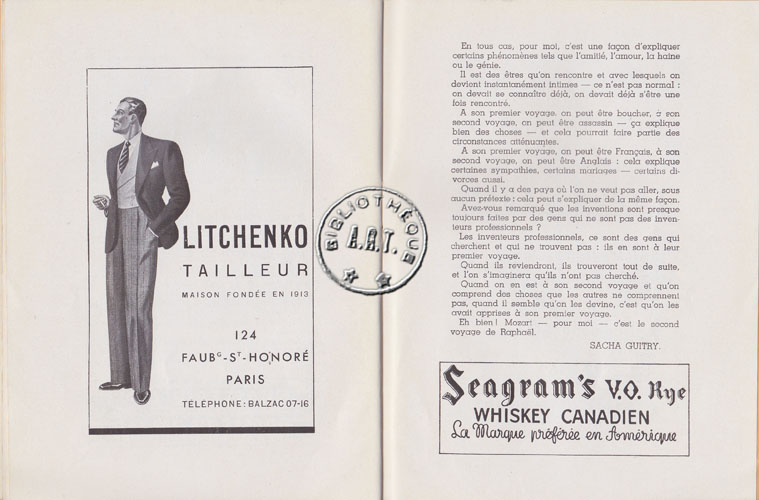 LITCHENKO
TAILLEUR
MAISON FONDÉE EN 1913
124
FAUBG-ST-HONORÉ
PARIS
TÉLÉPHONE : BALZAC 07-16
BIBLIOTHÈQUE
A.R.T.
En tous cas, pour moi, c'est une façon d'expliquer
certains phénomènes tels que l'amitié, l'amour, la haine
ou le génie.
Il est des êtres qu'on rencontre et avec lesquels on
devient instantanément intimes — ce n'est pas normal :
on devait se connaître déjà, on devait déjà s'être une
fois rencontré.
A son premier voyage, on peut être boucher, à son
second voyage, on peut être assassin — ça explique
bien des choses — et cela pourrait faire partie des
circonstances atténuantes.
A son premier voyage, on peut être Français, à son
second voyage, on peut être Anglais : cela explique
certaines sympathies, certains mariages — certains di-
vorces aussi.
Quand il y a des pays où l'on ne veut pas aller, sous
aucun prétexte : cela peut s'expliquer de la même façon.
Avez-vous remarqué que les inventions sont presque
toujours faites par des gens qui ne sont pas des inven-
teurs professionnels ?
Les inventeurs professionnels, ce sont des gens qui
cherchent et qui ne trouvent pas : ils en sont à leur
premier voyage.
Quand ils reviendront, ils trouveront tout de suite,
et l'on s'imaginera qu'ils n'ont pas cherché.
Quand on en est à son second voyage et qu'on
comprend des choses que les autres ne comprennent
pas, quand il semble qu'on les devine, c'est qu'on les
avait apprises à son premier voyage.
Eh bien ! Mozart — pour moi — c'est le second
voyage de Raphaël.
SACHA GUITRY.
Seagram's V.O. Rye
WHISKEY CANADIEN
La Marque préférée en Amérique